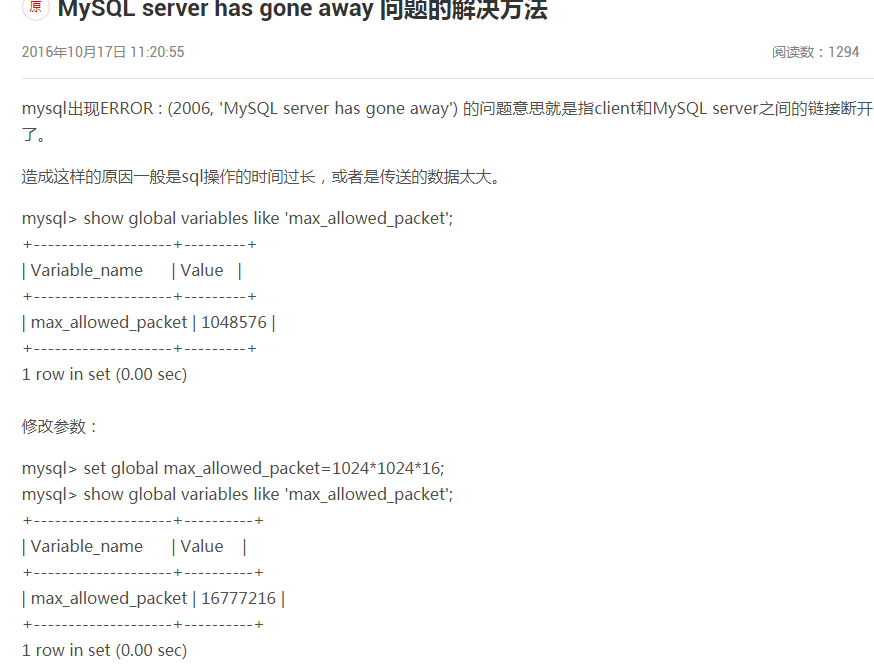 原 MySQL server has gone away 问题的解决方法
2016年10月17日 11:20:55 阅读数：1294
mysql出现ERROR : (2006, 'MySQL server has gone away') 的问题意思就是指client和MySQL server之间的链接断开
了。
造成这样的原因一般是sql操作的时间过长，或者是传送的数据太大。
mysql> show global variables like 'max_allowed_packet';
+--------------------+---------+
| Variable_name | Value |
+--------------------+---------+
| max_allowed_packet | 1048576 |
+--------------------+---------+
1 row in set (0.00 sec)
修改参数：
mysql> set global max_allowed_packet=1024*1024*16;
mysql> show global variables like 'max_allowed_packet';
+--------------------+----------+
| Variable_name | Value |
+--------------------+----------+
| max_allowed_packet | 16777216 |
+--------------------+----------+
1 row in set (0.00 sec)